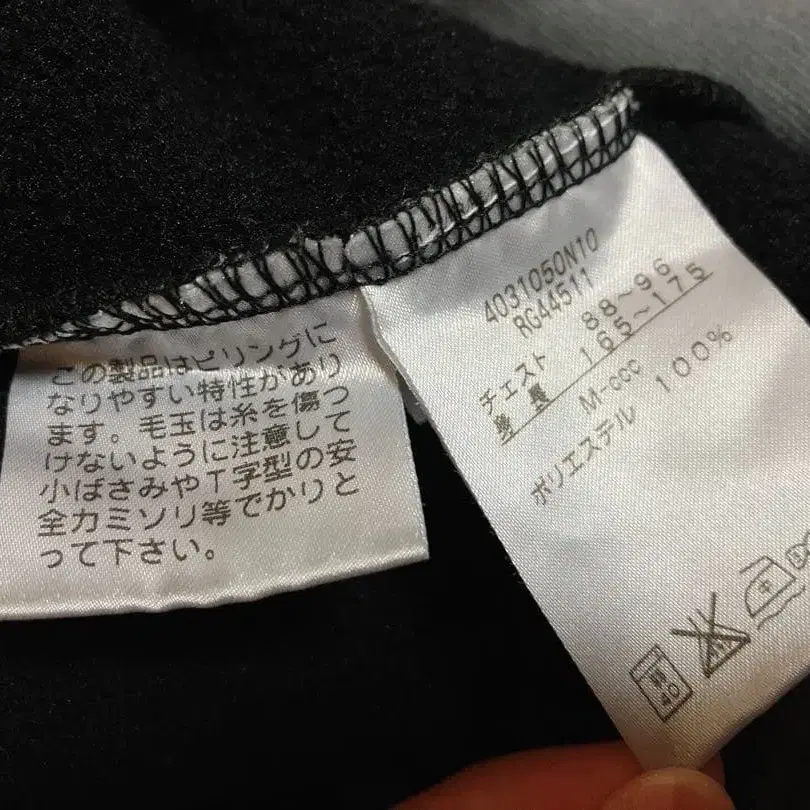 この製品はピリングに
なりやすい特性があり
ます。毛玉は糸を傷つ
けないように注意して
小ばさみやT字型の安
全カミソリ等でかりと
って下さい。
4031050N10
RG44511
チェスト 88～96
身長 165～175
M-ccc
ポリエステル 100%
40
中